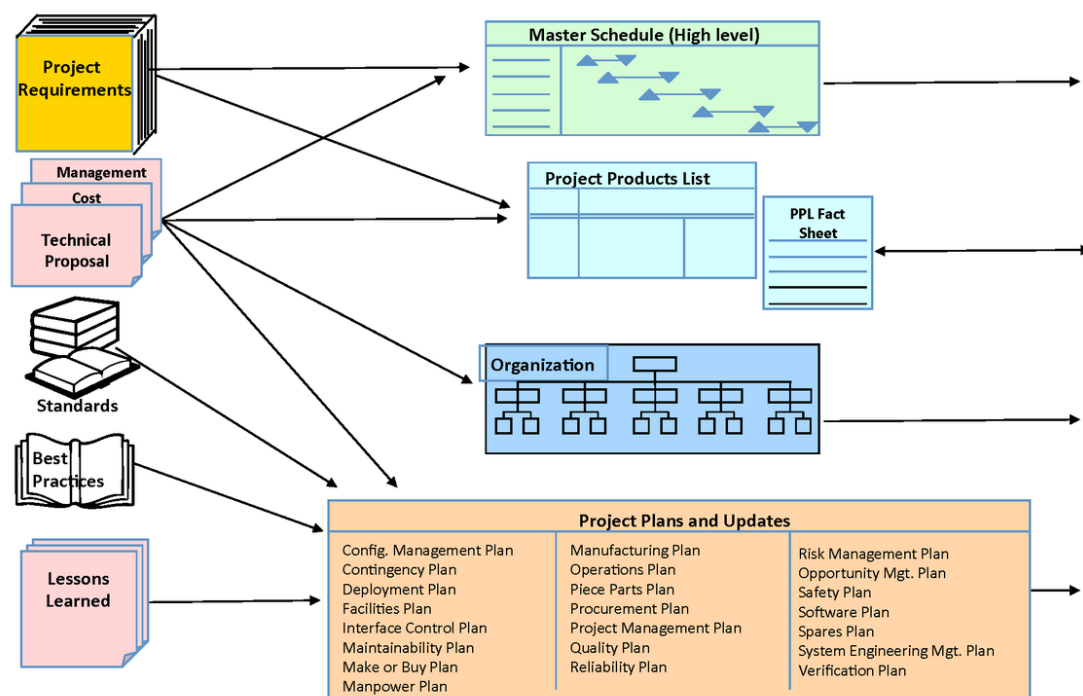 Project
Requirements
Management
Cost
Technical
Proposal
Standards
Best
Practices
Lessons
Learned
Master Schedule (High level)
Project Products List
PPL Fact
Sheet
Organization
Project Plans and Updates
Config. Management Plan
Contingency Plan
Deployment Plan
Facilities Plan
Interface Control Plan
Maintainability Plan
Make or Buy Plan
Manpower Plan
Manufacturing Plan
Operations Plan
Piece Parts Plan
Procurement Plan
Project Management Plan
Quality Plan
Reliability Plan
Risk Management Plan
Opportunity Mgt. Plan
Safety Plan
Software Plan
Spares Plan
System Engineering Mgt. Plan
Verification Plan